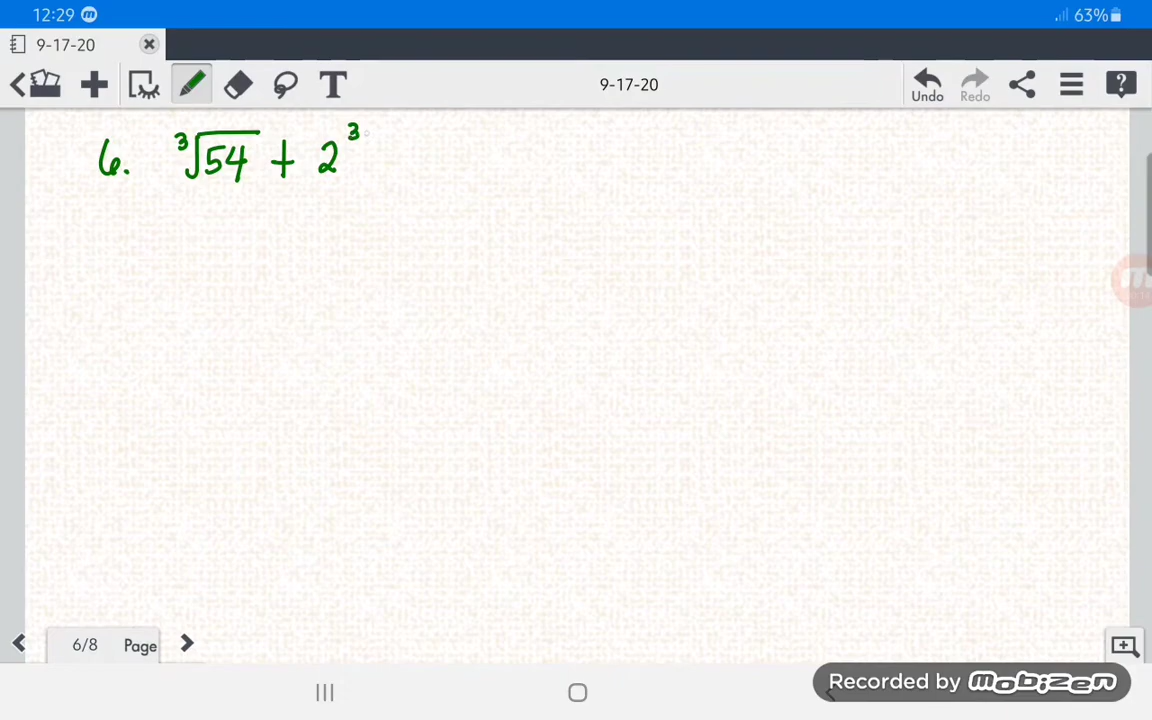 12:29 63%
9-17-20
9-17-20 Undo Redo
6. ∛54 + 2³
6/8 Page
Recorded by mobizen